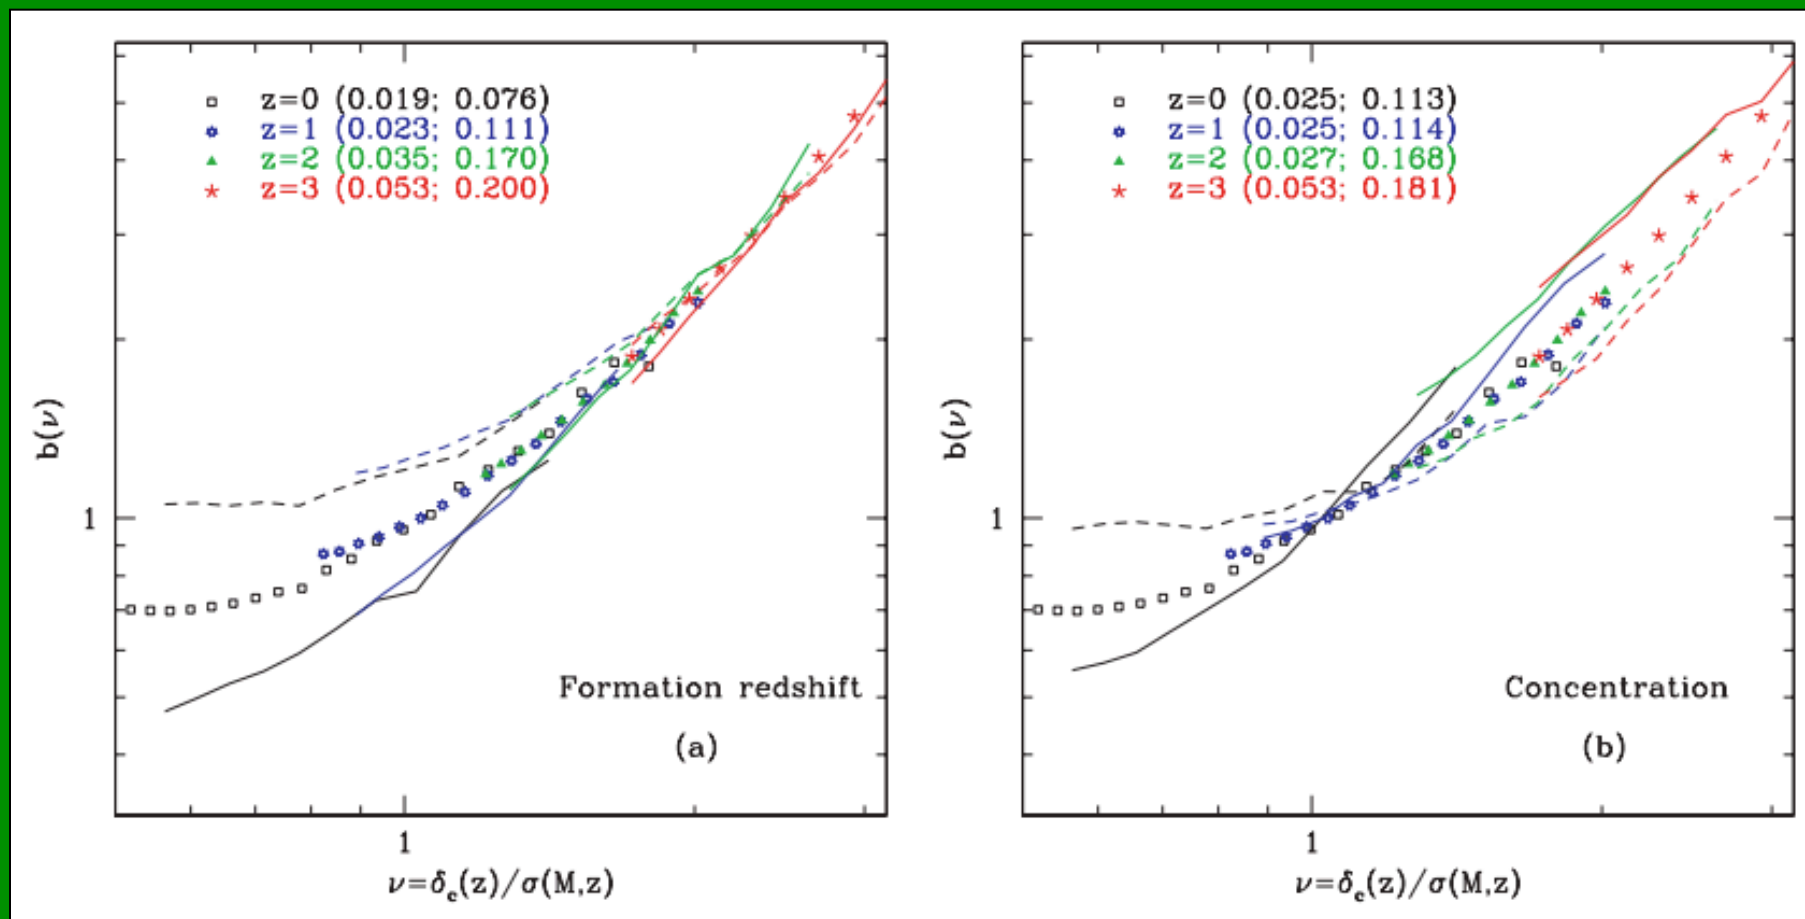 z=0 (0.019; 0.076)
z=1 (0.023; 0.111)
z=2 (0.035; 0.170)
z=3 (0.053; 0.200)
b(ν)
1
Formation redshift
(a)
1
ν=δc(z)/σ(M,z)
z=0 (0.025; 0.113)
z=1 (0.025; 0.114)
z=2 (0.027; 0.168)
z=3 (0.053; 0.181)
b(ν)
1
Concentration
(b)
1
ν=δc(z)/σ(M,z)